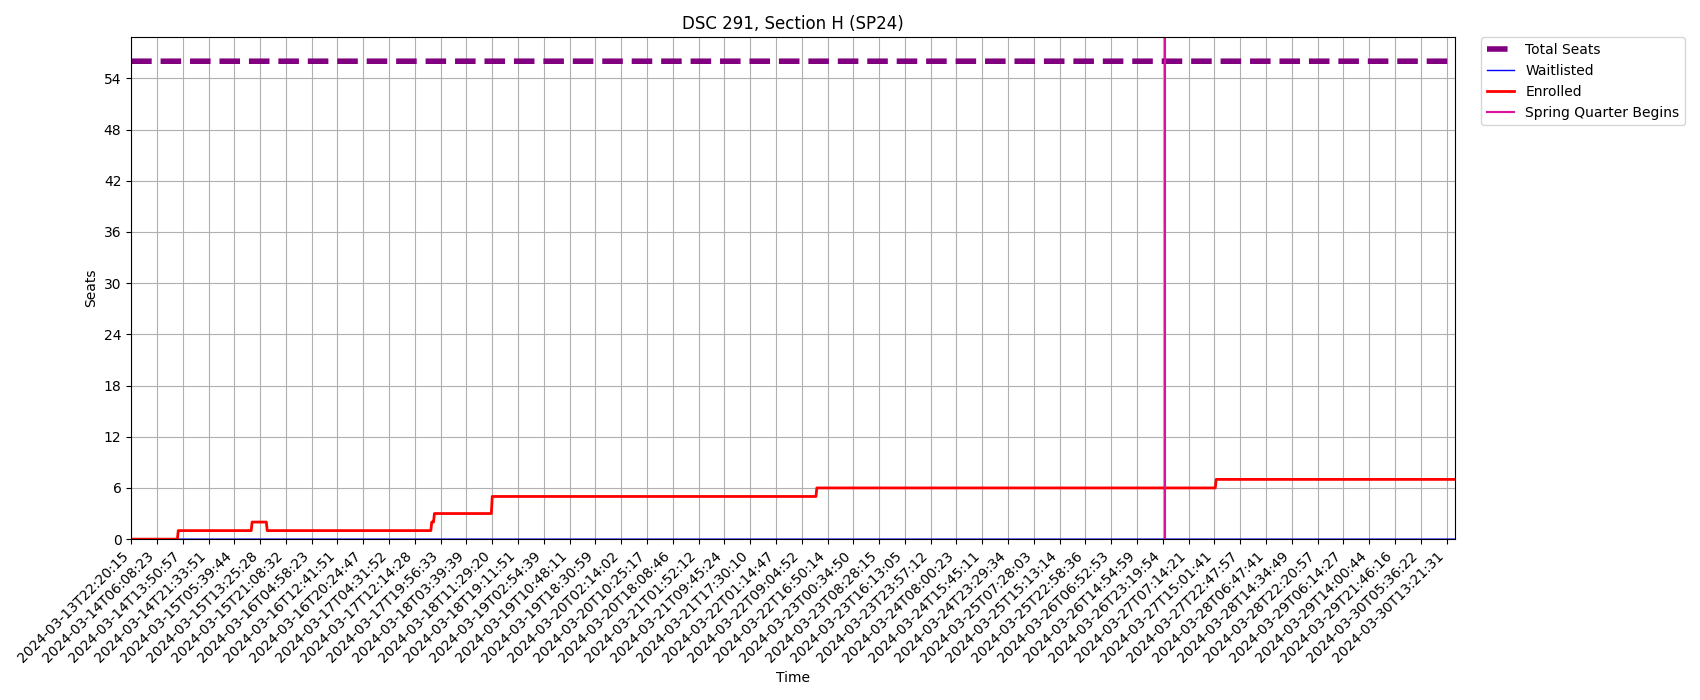 DSC 291, Section H (SP24)
Total Seats
Waitlisted
Enrolled
Spring Quarter Begins
54
48
42
36
30
24
18
12
6
0
Seats
2024-03-13T22:20:15
2024-03-14T06:08:23
2024-03-14T13:50:57
2024-03-14T21:33:51
2024-03-15T05:39:44
2024-03-15T13:25:28
2024-03-15T21:08:32
2024-03-16T04:58:23
2024-03-16T12:41:51
2024-03-16T20:24:47
2024-03-17T04:31:52
2024-03-17T12:14:28
2024-03-17T19:56:33
2024-03-18T03:39:39
2024-03-18T11:29:20
2024-03-18T19:11:51
2024-03-19T02:54:39
2024-03-19T10:48:11
2024-03-19T18:30:59
2024-03-20T02:14:02
2024-03-20T10:25:17
2024-03-20T18:08:46
2024-03-21T01:52:12
2024-03-21T09:45:24
2024-03-21T17:30:10
2024-03-22T01:14:47
2024-03-22T09:04:52
2024-03-22T16:50:14
2024-03-23T00:34:50
2024-03-23T08:28:15
2024-03-23T16:13:05
2024-03-23T23:57:12
2024-03-24T08:00:23
2024-03-24T15:45:11
2024-03-24T23:29:34
2024-03-25T07:28:03
2024-03-25T15:13:14
2024-03-25T22:58:36
2024-03-26T06:52:53
2024-03-26T14:54:59
2024-03-26T23:19:54
2024-03-27T07:14:21
2024-03-27T15:01:41
2024-03-27T22:47:57
2024-03-28T06:47:41
2024-03-28T14:34:49
2024-03-28T22:20:57
2024-03-29T06:14:27
2024-03-29T14:00:44
2024-03-29T21:46:16
2024-03-30T05:36:22
2024-03-30T13:21:31
Time